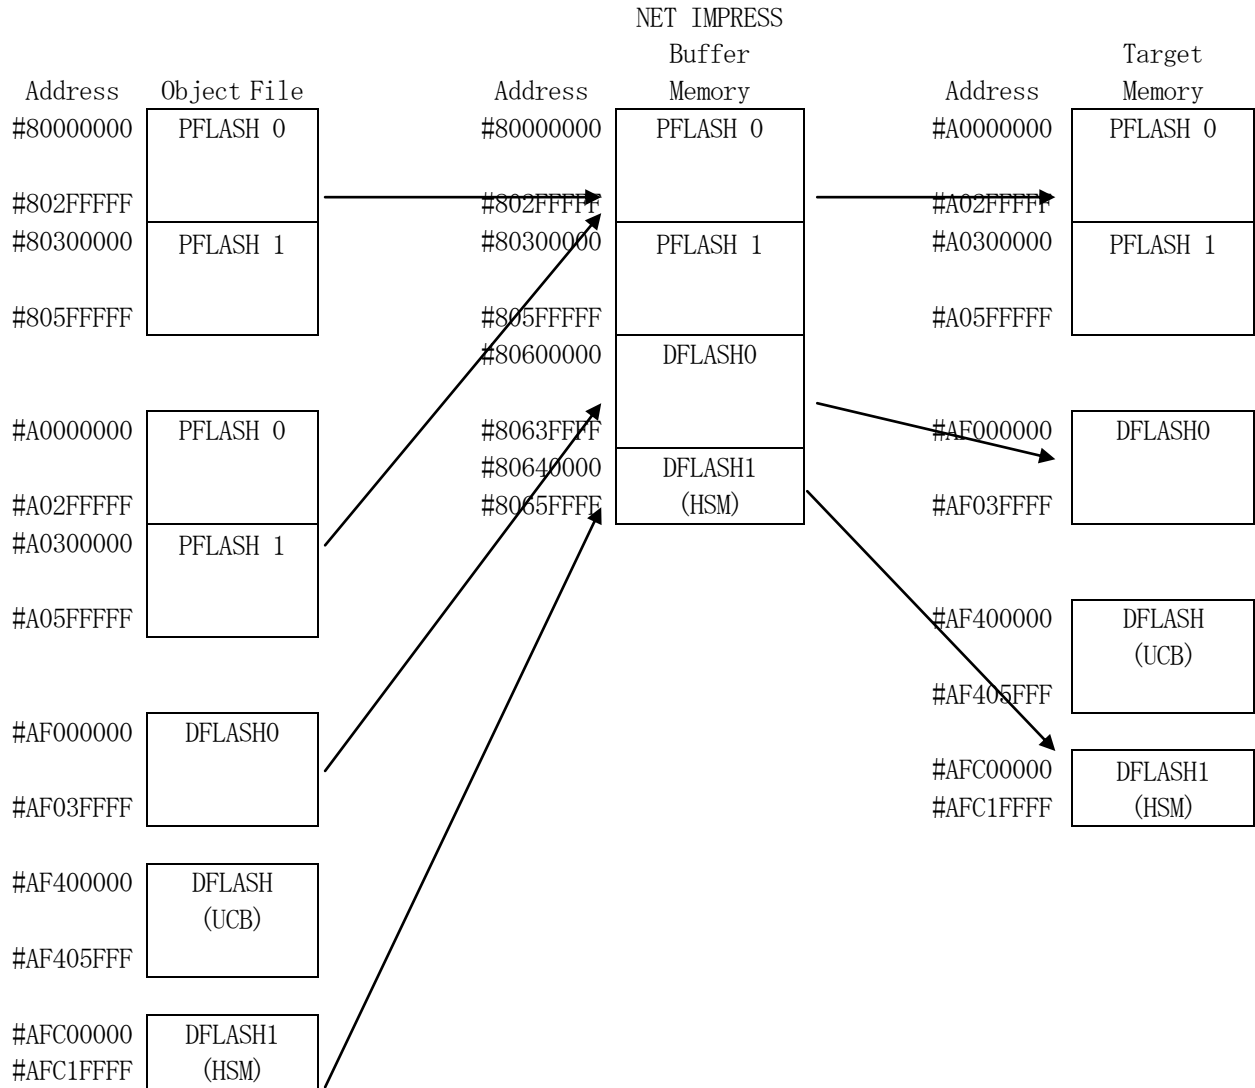 NET IMPRESS
Buffer
Memory
Target
Memory
Address
Object File
Address
Address
#80000000
PFLASH 0
#802FFFFF
#80300000
PFLASH 1
#805FFFFF
#A0000000
PFLASH 0
#A02FFFFF
#A0300000
PFLASH 1
#A05FFFFF
#AF000000
DFLASH0
#AF03FFFF
#AF400000
DFLASH
(UCB)
#AF405FFF
#AFC00000
DFLASH1
#AFC1FFFF
(HSM)
#80000000
PFLASH 0
#802FFFFF
#80300000
PFLASH 1
#805FFFFF
#80600000
DFLASH0
#8063FFFF
#80640000
DFLASH1
#8065FFFF
(HSM)
#A0000000
PFLASH 0
#A02FFFFF
#A0300000
PFLASH 1
#A05FFFFF
#AF000000
DFLASH0
#AF03FFFF
#AF400000
DFLASH
(UCB)
#AF405FFF
#AFC00000
DFLASH1
#AFC1FFFF
(HSM)